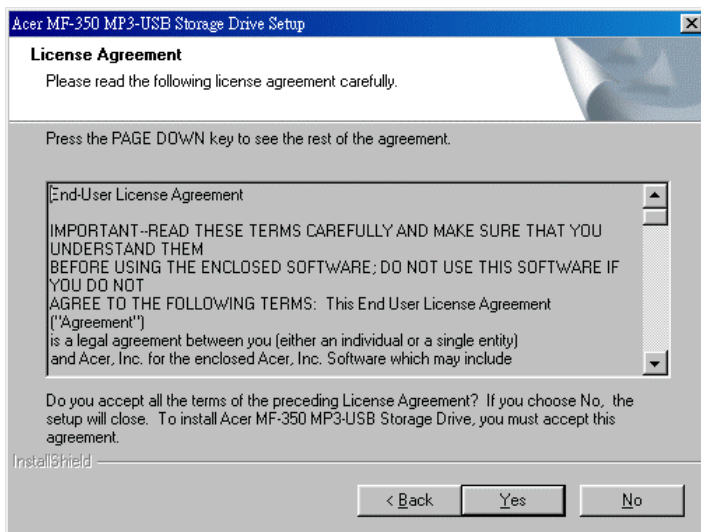 Acer MF-350 MP3-USB Storage Drive Setup
License Agreement
Please read the following license agreement carefully.
Press the PAGE DOWN key to see the rest of the agreement.
End-User License Agreement
IMPORTANT--READ THESE TERMS CAREFULLY AND MAKE SURE THAT YOU
UNDERSTAND THEM
BEFORE USING THE ENCLOSED SOFTWARE; DO NOT USE THIS SOFTWARE IF
YOU DO NOT
AGREE TO THE FOLLOWING TERMS: This End User License Agreement
("Agreement")
is a legal agreement between you (either an individual or a single entity)
and Acer, Inc. for the enclosed Acer, Inc. Software which may include
Do you accept all the terms of the preceding License Agreement? If you choose No, the
setup will close. To install Acer MF-350 MP3-USB Storage Drive, you must accept this
agreement.
InstallShield
< Back
Yes
No